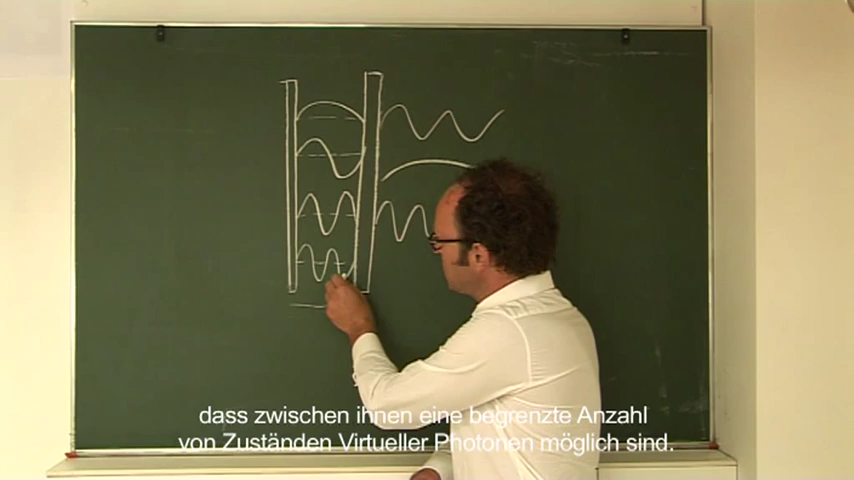 dass zwischen ihnen eine begrenzte Anzahl
von Zuständen Virtueller Photonen möglich sind.